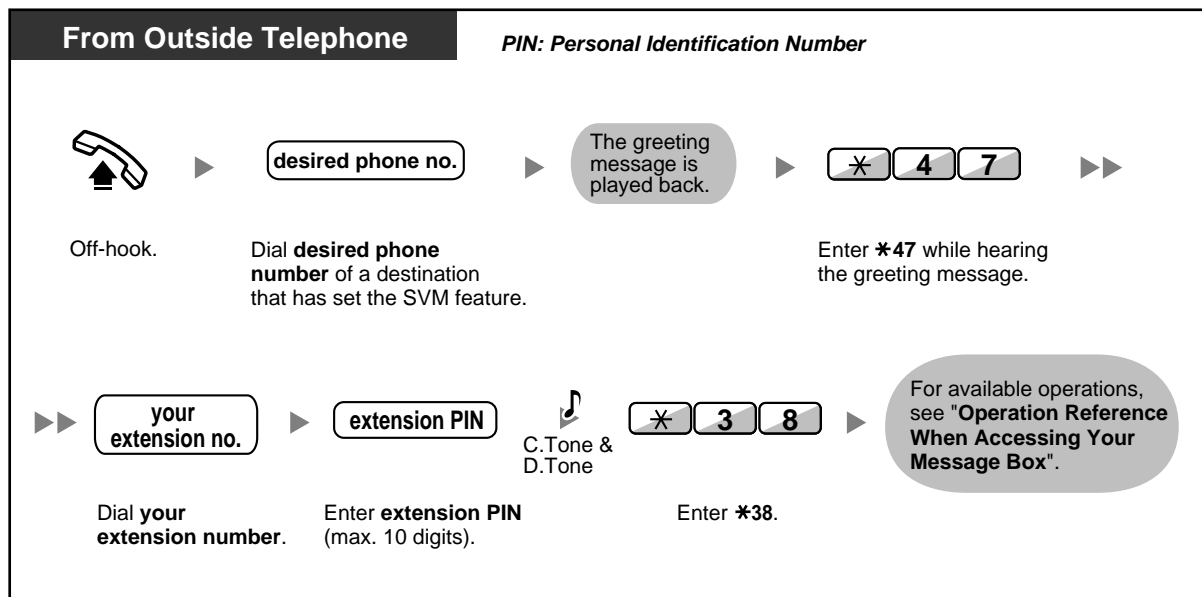 From Outside Telephone
PIN: Personal Identification Number
desired phone no.
The greeting
message is
played back.
* 4 7
Off-hook.
Dial desired phone
number of a destination
that has set the SVM feature.
Enter *47 while hearing
the greeting message.
your
extension no.
extension PIN
C.Tone &
D.Tone
* 3 8
For available operations,
see "Operation Reference
When Accessing Your
Message Box".
Dial your
extension number.
Enter extension PIN
(max. 10 digits).
Enter *38.